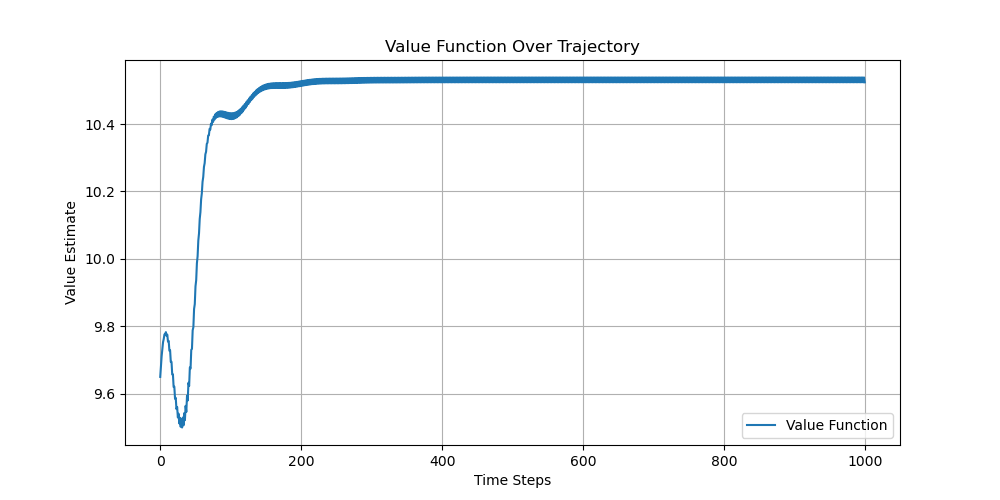 Value Function Over Trajectory
Value Estimate
10.4
10.2
10.0
9.8
9.6
0 200 400 600 800 1000
Time Steps
Value Function